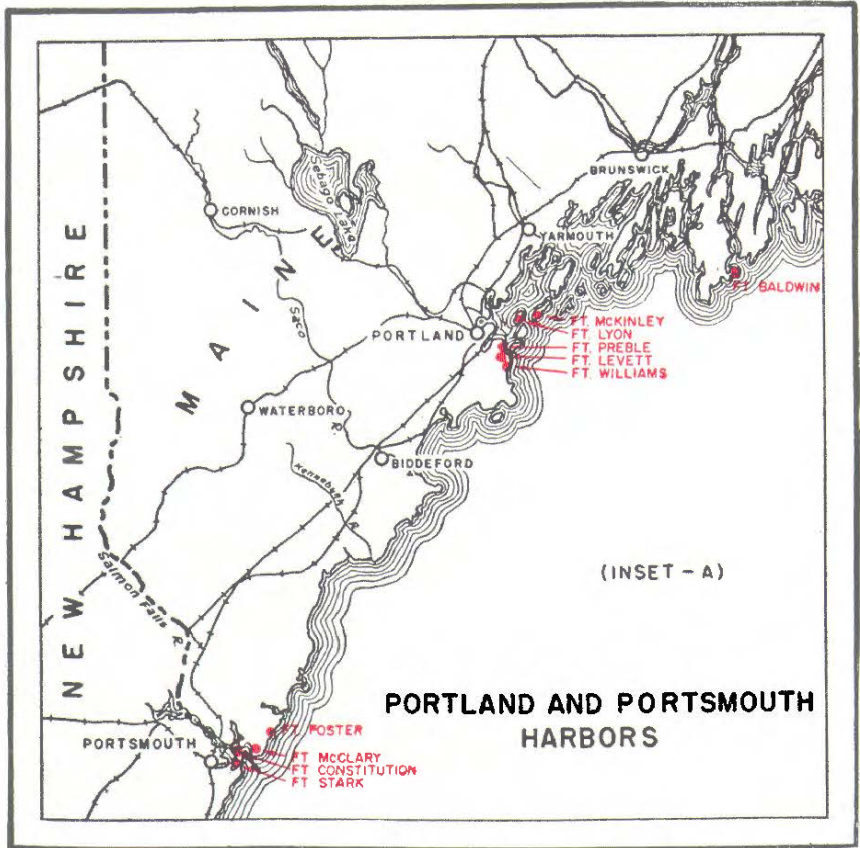 BRUNSWICK
Sebago Lake
CORNISH
YARMOUTH
NEW HAMPSHIRE
MAINE
FT. BALDWIN
Saco
R.
PORTLAND
FT. McKINLEY
FT. LYON
FT. PREBLE
FT. LEVETT
FT. WILLIAMS
WATERBORO
BIDDEFORD
Kennebunk R.
(INSET - A)
Salmon Falls R.
PORTLAND AND PORTSMOUTH
HARBORS
PORTSMOUTH
FT. FOSTER
FT McCLARY
FT. CONSTITUTION
FT STARK